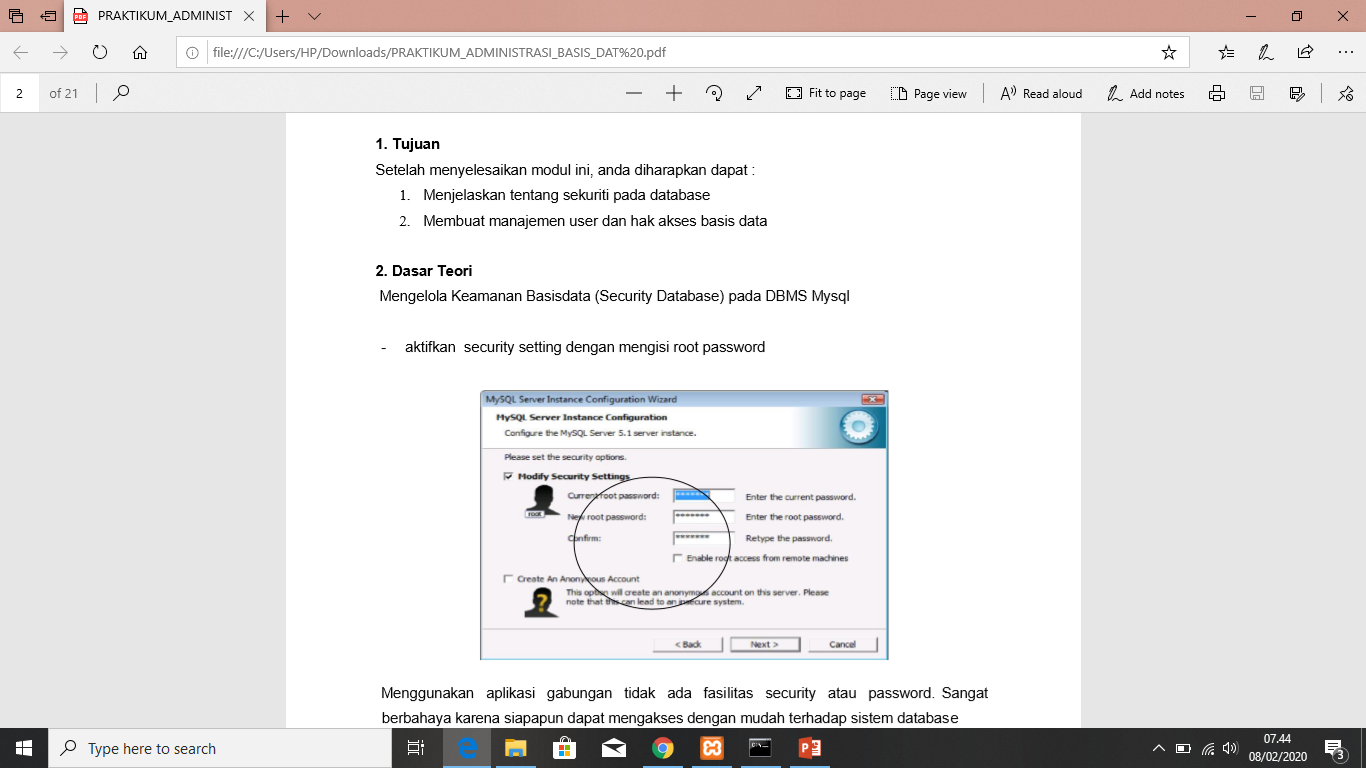 PRAKTIKUM_ADMINIST
file:///C:/Users/HP/Downloads/PRAKTIKUM_ADMINISTRASI_BASIS_DAT%20.pdf
2 of 21 Fit to page Page view Read aloud Add notes
1. Tujuan
Setelah menyelesaikan modul ini, anda diharapkan dapat :
1. Menjelaskan tentang sekuriti pada database
2. Membuat manajemen user dan hak akses basis data
2. Dasar Teori
Mengelola Keamanan Basisdata (Security Database) pada DBMS Mysql
- aktifkan security setting dengan mengisi root password
MySQL Server Instance Configuration Wizard
MySQL Server Instance Configuration
Configure the MySQL Server 5.1 server instance.
Please set the security options.
Modify Security Settings
Current root password: ******* Enter the current password.
root
New root password: ******* Enter the root password.
Confirm: ******* Retype the password.
Enable root access from remote machines
Create An Anonymous Account
This option will create an anonymous account on this server. Please
note that this can lead to an insecure system.
< Back Next > Cancel
Menggunakan aplikasi gabungan tidak ada fasilitas security atau password. Sangat
berbahaya karena siapapun dapat mengakses dengan mudah terhadap sistem database
Type here to search
07.44
08/02/2020
3